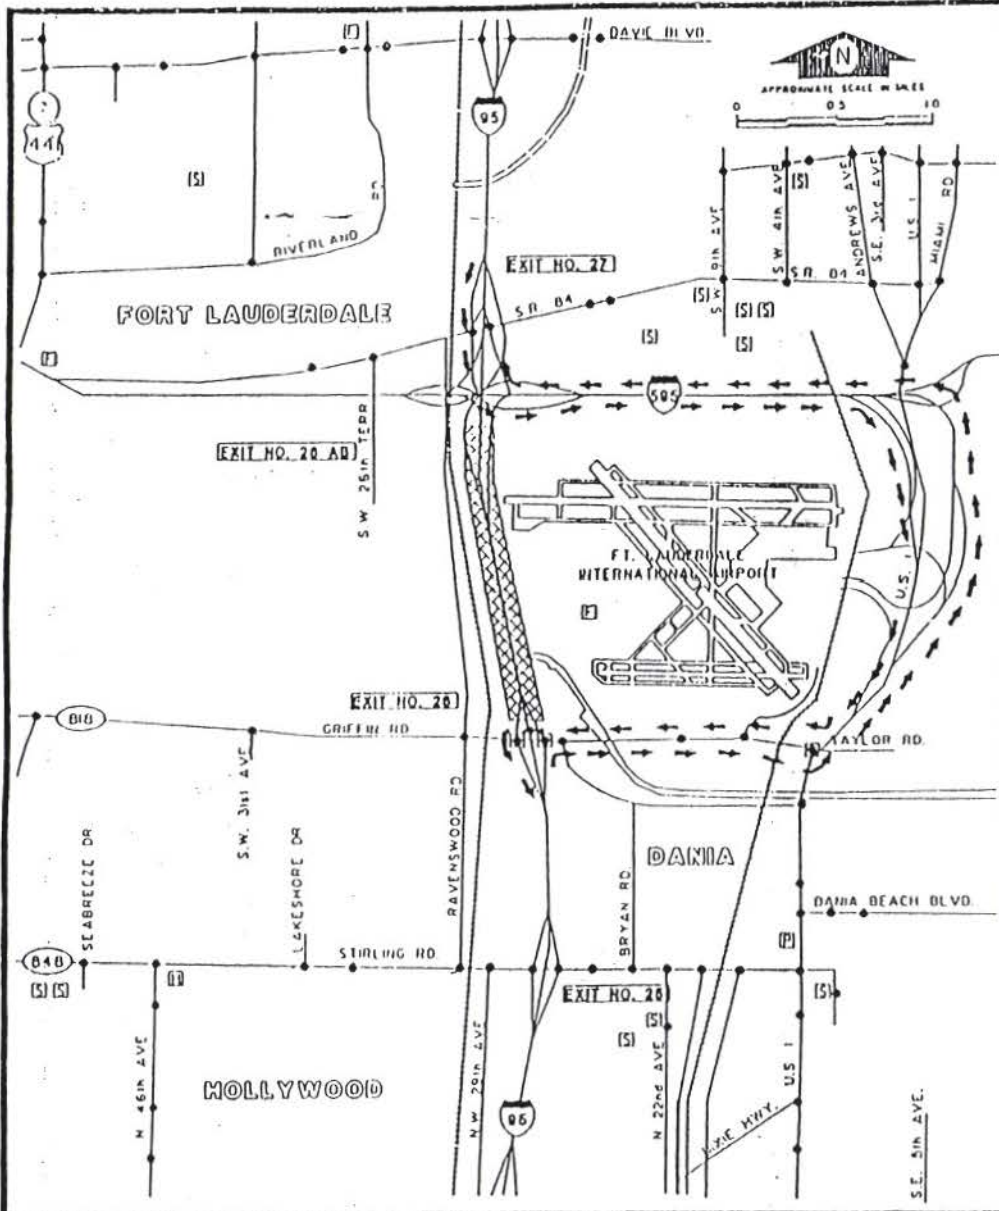 [F]
DAVIE BLVD.
N
APPROXIMATE SCALE IN MILES
0 0.5 1.0
95
441
[S]
RD.
RIVERLAND
[S]
S.W. 9th AVE
S.W. 4th AVE
ANDREWS AVE
S.E. 3rd AVE
U.S. 1
MIAMI RD
EXIT NO. 27
S.R. 84
S.R. 84
FORT LAUDERDALE
[S]
[S] [S]
[S]
[S]
[F]
595
EXIT NO. 26 AB
S.W. 25th TERR
FT. LAUDERDALE
INTERNATIONAL AIRPORT
[F]
U.S. 1
EXIT NO. 26
818
GRIFFIN RD
[H]
TAYLOR RD.
S.W. 31st AVE
RAVENSWOOD RD
SEABREEZE DR
LAKESHORE DR
DANIA
BRYAN RD.
DANIA BEACH BLVD.
[P]
848
STIRLING RD
[S] [S]
EXIT NO. 25
[S]
[S]
[S]
N 46th AVE
HOLLYWOOD
N.W. 29th AVE
95
N 22nd AVE
DIXIE HWY.
U.S. 1
S.E. 5th AVE.